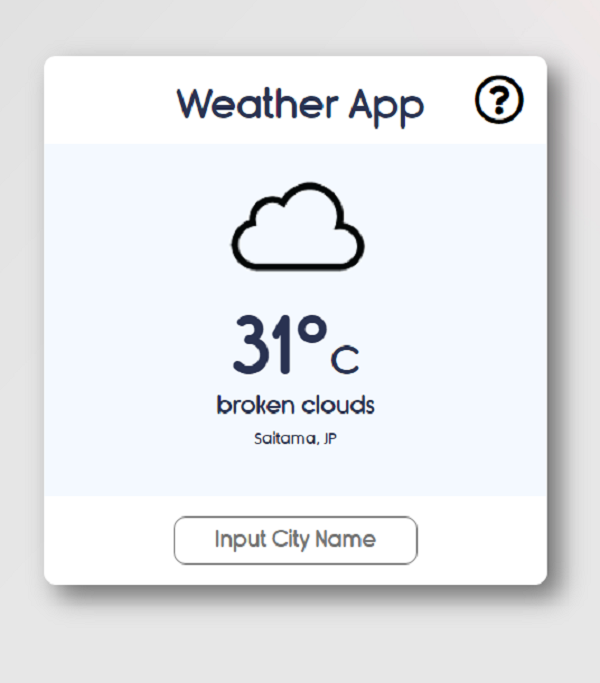 Weather App
?
31° C
broken clouds
Saitama, JP
Input City Name